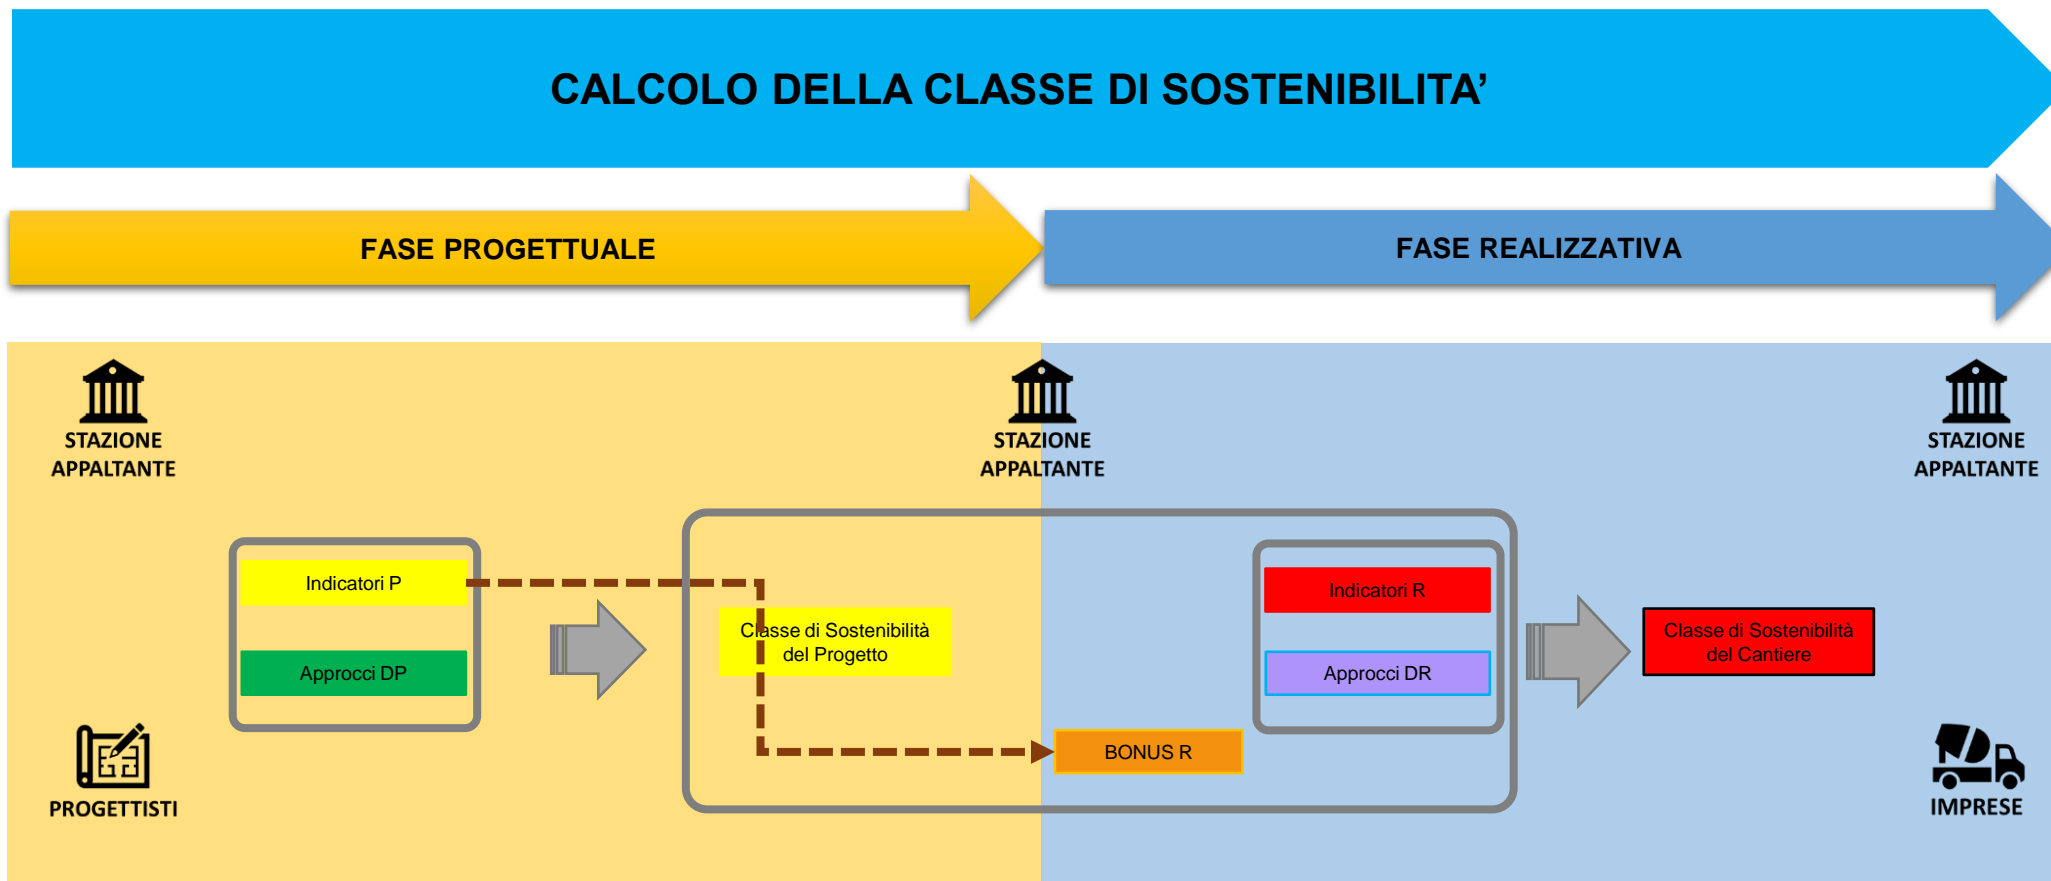 CALCOLO DELLA CLASSE DI SOSTENIBILITA’
FASE PROGETTUALE
FASE REALIZZATIVA
STAZIONE
APPALTANTE
STAZIONE
APPALTANTE
STAZIONE
APPALTANTE
Indicatori P
Approcci DP
Classe di Sostenibilità
del Progetto
Indicatori R
Approcci DR
Classe di Sostenibilità
del Cantiere
BONUS R
PROGETTISTI
IMPRESE